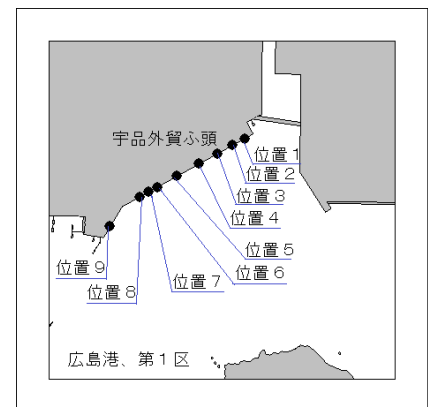 宇品外貿ふ頭
位置１
位置２
位置３
位置４
位置５
位置６
位置７
位置８
位置９
広島港、第１区